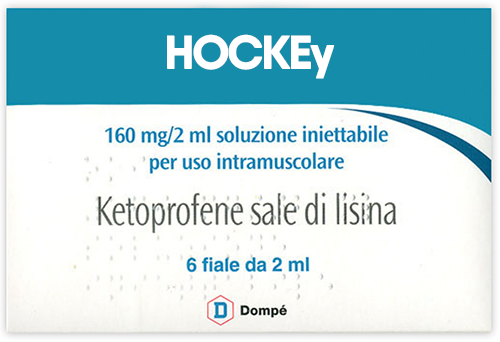 HOCKEy
160 mg/2 ml soluzione iniettabile
per uso intramuscolare
Ketoprofene sale di lisina
6 fiale da 2 ml
D Dompé